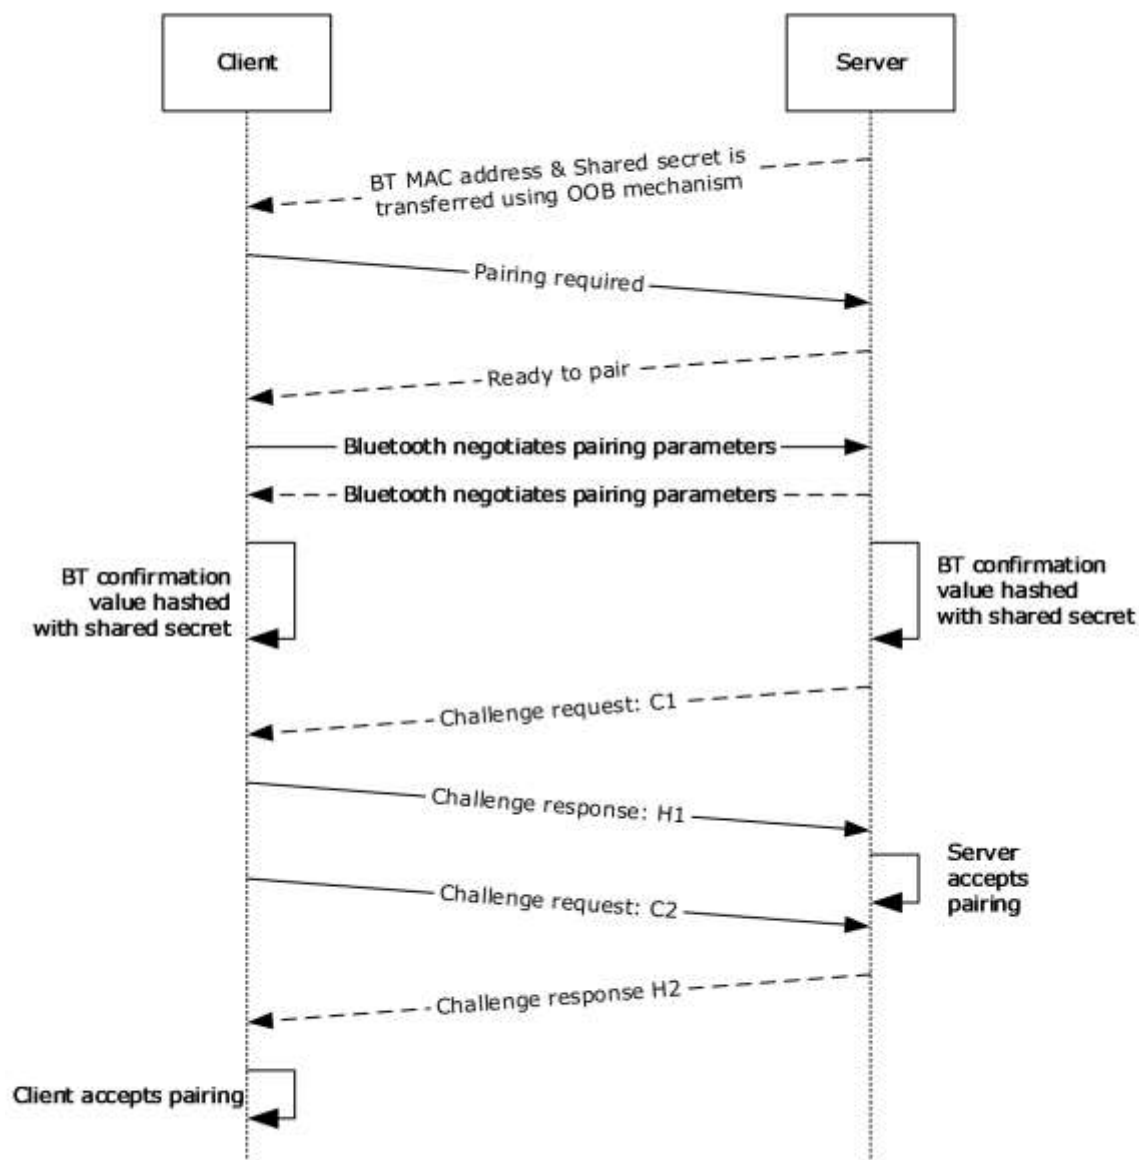 Client
Server
BT MAC address & Shared secret is
transferred using OOB mechanism
Pairing required
Ready to pair
Bluetooth negotiates pairing parameters
Bluetooth negotiates pairing parameters
BT confirmation
value hashed
with shared secret
BT confirmation
value hashed
with shared secret
Challenge request: C1
Challenge response: H1
Server
accepts
pairing
Challenge request: C2
Challenge response H2
Client accepts pairing